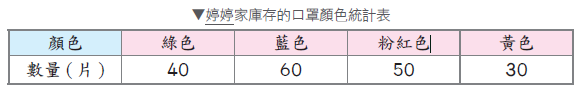 ▼婷婷家庫存的口罩顏色統計表
顏色 綠色 藍色 粉紅色 黃色
數量(片) 40 60 50 30